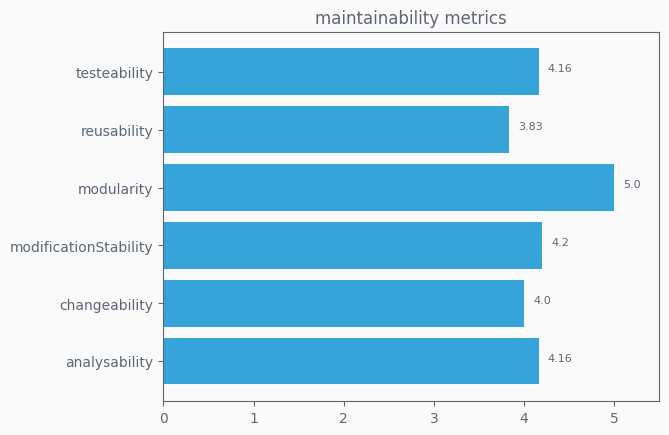 maintainability metrics
testeability
4.16
reusability
3.83
modularity
5.0
modificationStability
4.2
changeability
4.0
analysability
4.16
0 1 2 3 4 5